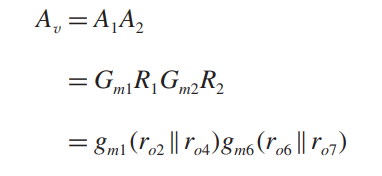 A_v = A_1A_2
= G_{m1}R_1G_{m2}R_2
= g_{m1}(r_{o2} ∥ r_{o4})g_{m6}(r_{o6} ∥ r_{o7})